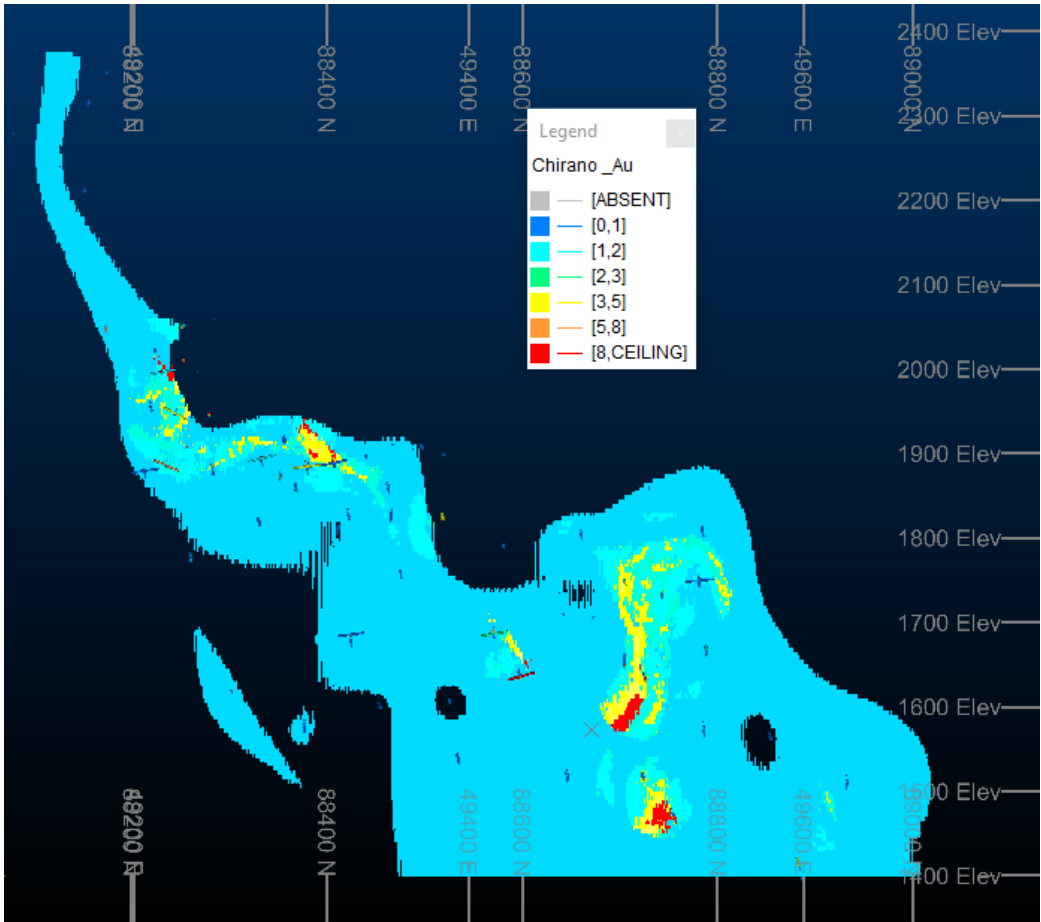 2400 Elev
88400 N
49400 E
88600 N
88800 N
49600 E
89000 N
2300 Elev
Legend
x
Chirano _Au
[ABSENT]
[0,1]
[1,2]
[2,3]
[3,5]
[5,8]
[8,CEILING]
2200 Elev
2100 Elev
2000 Elev
1900 Elev
1800 Elev
1700 Elev
1600 Elev
1500 Elev
88400 N
49400 E
88600 N
88800 N
49600 E
89000 N
1400 Elev